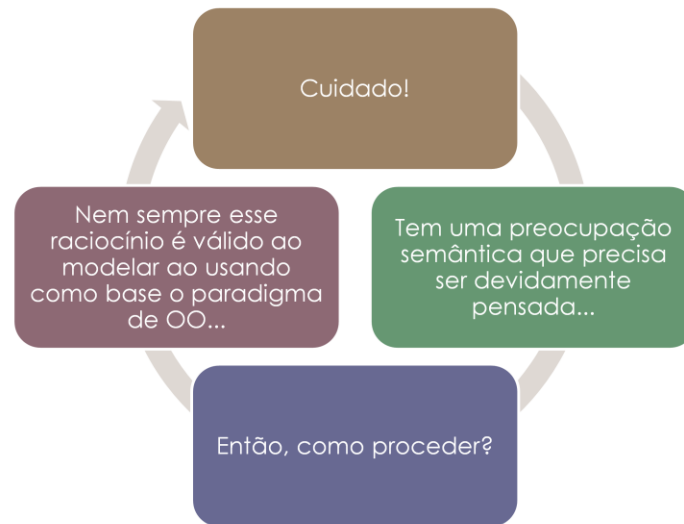 Cuidado!
Tem uma preocupação
semântica que precisa
ser devidamente
pensada...
Então, como proceder?
Nem sempre esse
raciocínio é válido ao
modelar ao usando
como base o paradigma
de OO...